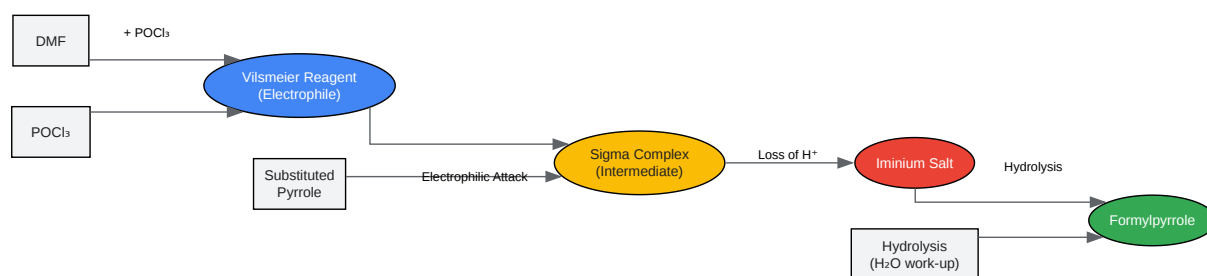 DMF
+ POCl₃
Vilsmeier Reagent
(Electrophile)
POCl₃
Substituted
Pyrrole
Electrophilic Attack
Sigma Complex
(Intermediate)
Loss of H⁺
Iminium Salt
Hydrolysis
Formylpyrrole
Hydrolysis
(H₂O work-up)